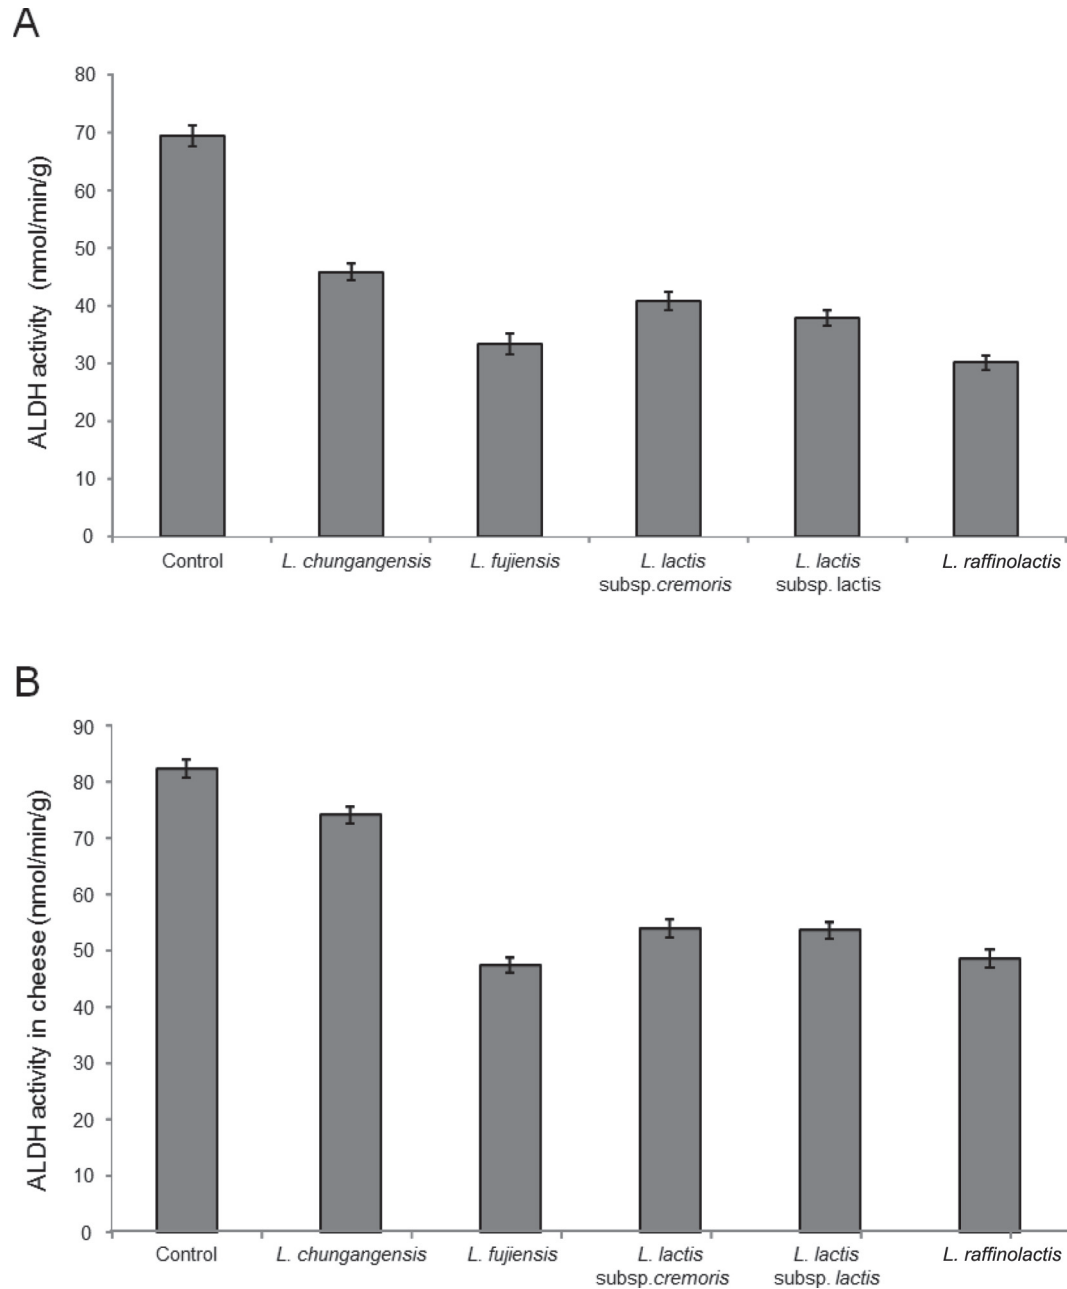 A
ALDH activity (nmol/min/g)
80
70
60
50
40
30
20
10
0
Control
L. chungangensis
L. fujiensis
L. lactis
subsp.cremoris
L. lactis
subsp. lactis
L. raffinolactis
B
ALDH activity in cheese (nmol/min/g)
90
80
70
60
50
40
30
20
10
0
Control
L. chungangensis
L. fujiensis
L. lactis
subsp.cremoris
L. lactis
subsp. lactis
L. raffinolactis